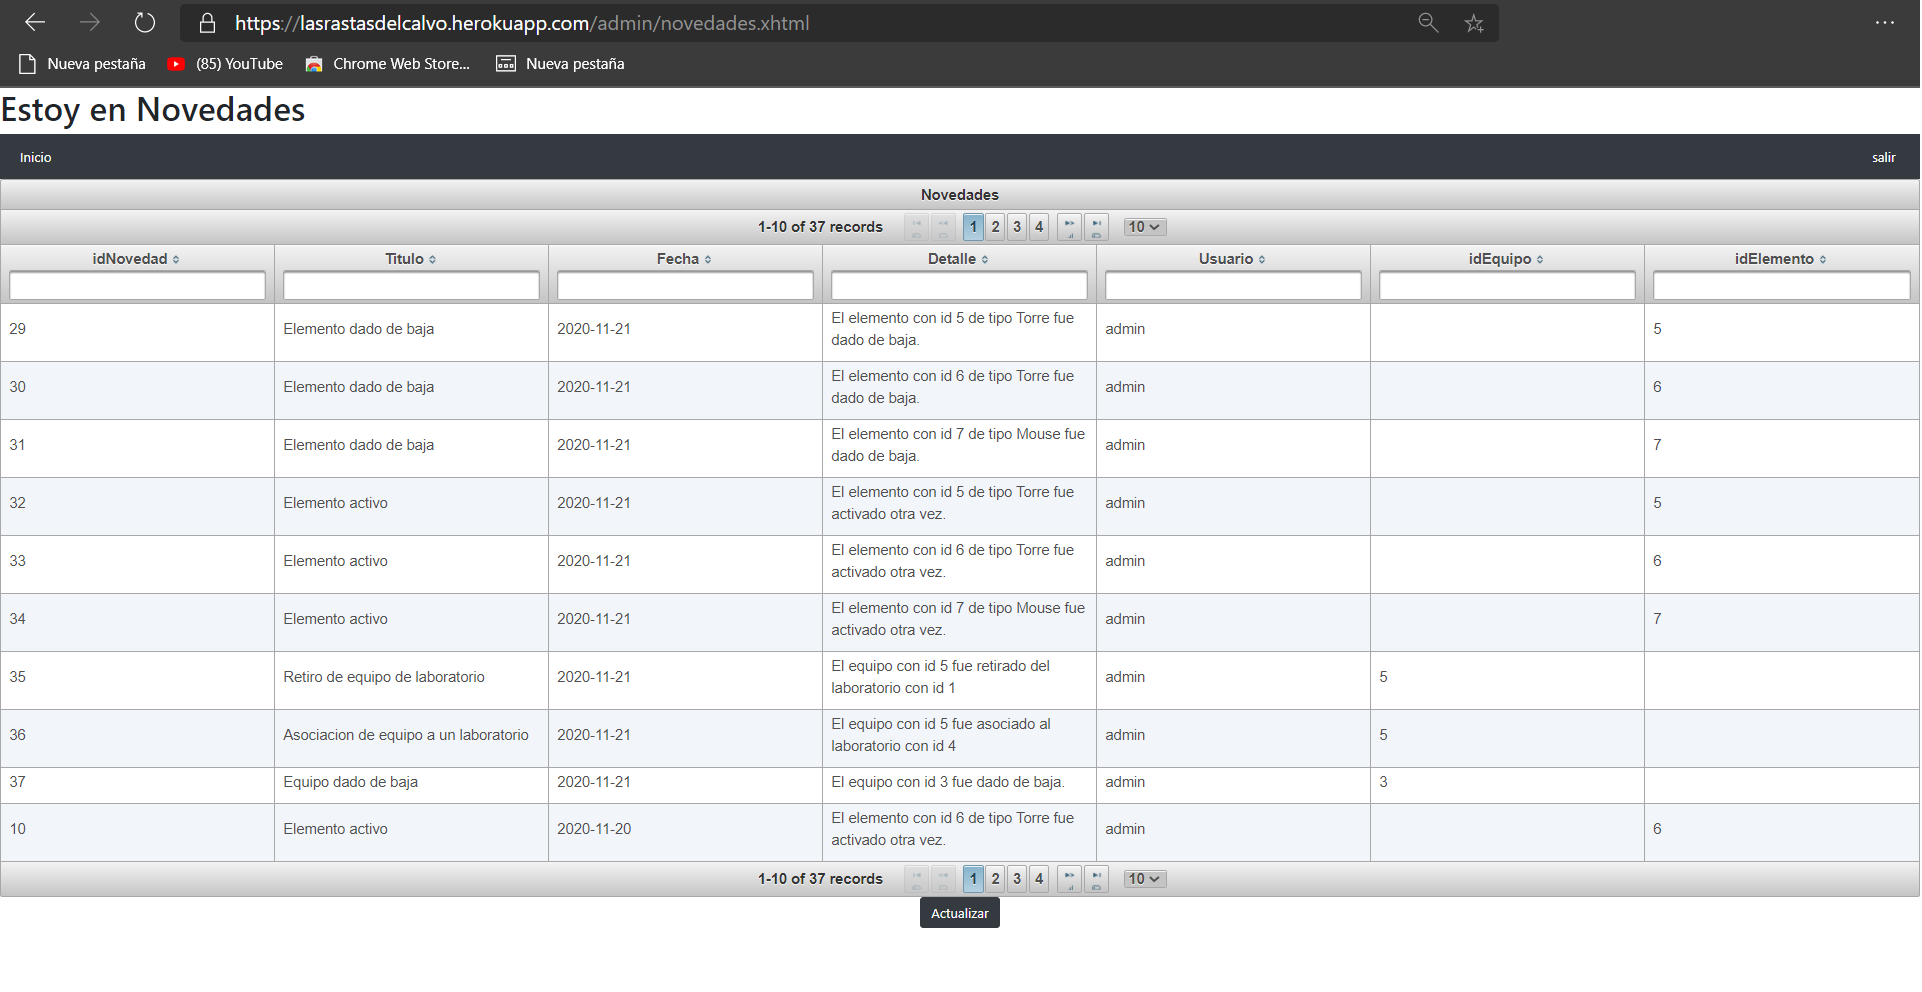 https://lasrastasdelcalvo.herokuapp.com/admin/novedades.xhtml
Nueva pestaña (85) YouTube Chrome Web Store... Nueva pestaña
Estoy en Novedades
Inicio salir
Novedades
1-10 of 37 records 1 2 3 4 10
idNovedad Titulo Fecha Detalle Usuario idEquipo idElemento
29 Elemento dado de baja 2020-11-21 El elemento con id 5 de tipo Torre fue
dado de baja. admin 5
30 Elemento dado de baja 2020-11-21 El elemento con id 6 de tipo Torre fue
dado de baja. admin 6
31 Elemento dado de baja 2020-11-21 El elemento con id 7 de tipo Mouse fue
dado de baja. admin 7
32 Elemento activo 2020-11-21 El elemento con id 5 de tipo Torre fue
activado otra vez. admin 5
33 Elemento activo 2020-11-21 El elemento con id 6 de tipo Torre fue
activado otra vez. admin 6
34 Elemento activo 2020-11-21 El elemento con id 7 de tipo Mouse fue
activado otra vez. admin 7
35 Retiro de equipo de laboratorio 2020-11-21 El equipo con id 5 fue retirado del
laboratorio con id 1 admin 5
36 Asociacion de equipo a un laboratorio 2020-11-21 El equipo con id 5 fue asociado al
laboratorio con id 4 admin 5
37 Equipo dado de baja 2020-11-21 El equipo con id 3 fue dado de baja. admin 3
10 Elemento activo 2020-11-20 El elemento con id 6 de tipo Torre fue
activado otra vez. admin 6
1-10 of 37 records 1 2 3 4 10
Actualizar